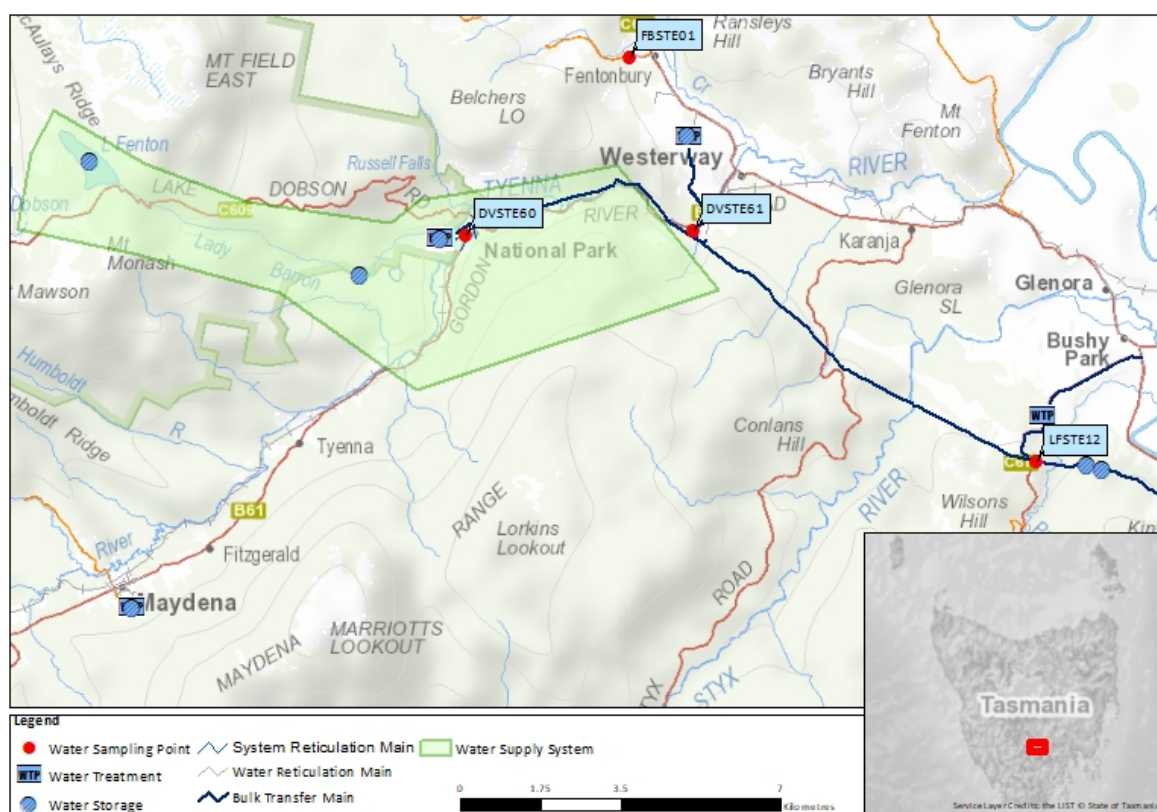 FBSTE01
Ransleys
Hill
MT FIELD
EAST
Fentonbury
Cr
Bryants
Hill
Belchers
LO
Mt
Fenton
Ridge
L Fenton
Russell Falls
Westerway
RIVER
LAKE
DOBSON
RD
TYENNA
Dobson
C609
DVSTE60
RIVER
DVSTE61
Lady
Barron
Cr
National Park
Karanja
Mt
Monash
Mawson
GORDON
Glenora
SL
Glenora
Bushy
Park
Humboldt
R
Ridge
Tyenna
Conlans
Hill
WTP
LFSTE12
RANGE
RIVER
Wilsons
Hill
B61
Lorkins
Lookout
River
Fitzgerald
ROAD
Maydena
MARRIOTTS
LOOKOUT
MAYDENA
STYX
STYX
Tasmania
Legend
Water Sampling Point
System Reticulation Main
Water Supply System
WTP
Water Treatment
Water Reticulation Main
Water Storage
Bulk Transfer Main
0 1.75 3.5 7
Kilometres
Service Layer Credits: the LIST © State of Tasmania